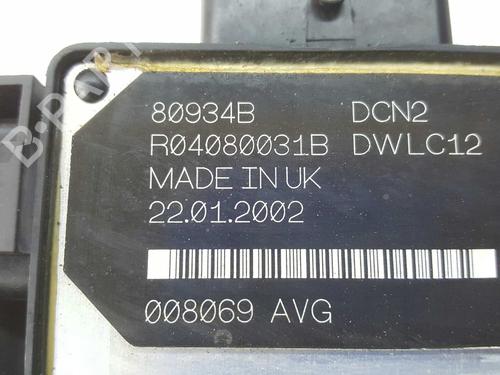 80934B DCN2
R04080031B DWLC12
MADE IN UK
22.01.2002
008069 AVG
B-PARTS